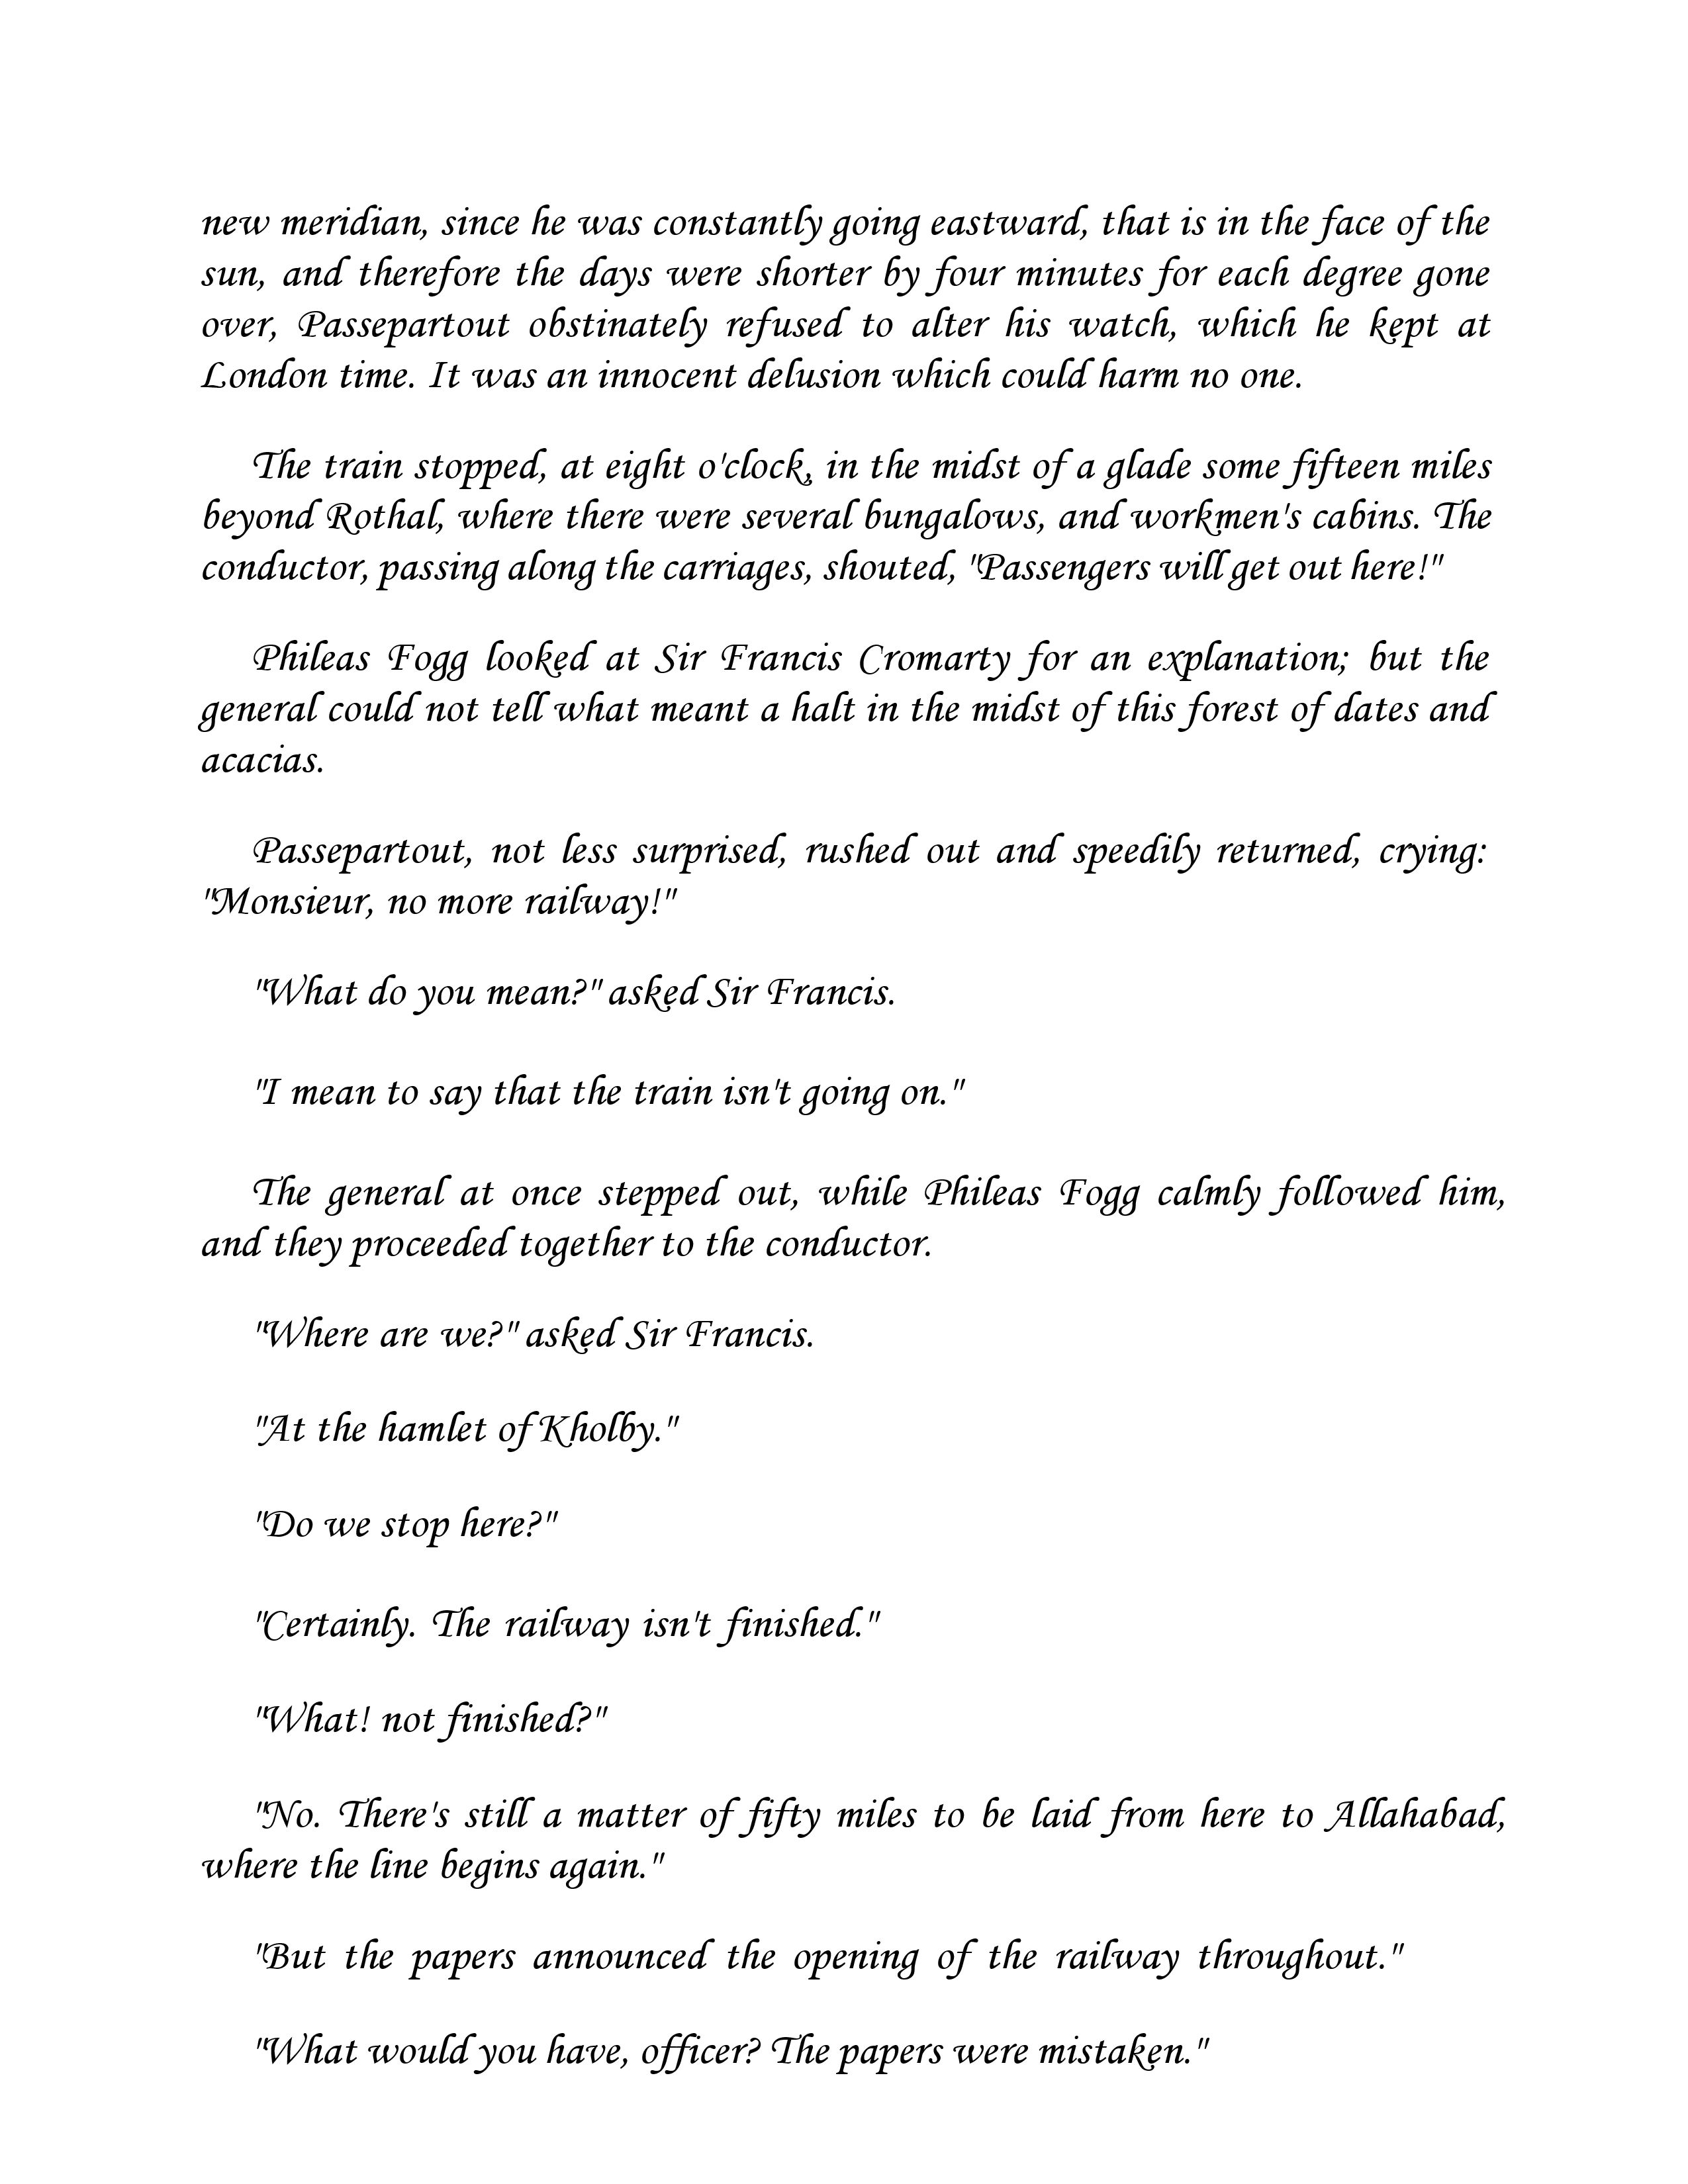 new meridian, since he was constantly going eastward, that is in the face of the
sun, and therefore the days were shorter by four minutes for each degree gone
over, Passepartout obstinately refused to alter his watch, which he kept at
London time. It was an innocent delusion which could harm no one.
The train stopped, at eight o'clock, in the midst of a glade some fifteen miles
beyond Rothal, where there were several bungalows, and workmen's cabins. The
conductor, passing along the carriages, shouted, "Passengers will get out here!"
Phileas Fogg looked at Sir Francis Cromarty for an explanation; but the
general could not tell what meant a halt in the midst of this forest of dates and
acacias.
Passepartout, not less surprised, rushed out and speedily returned, crying:
"Monsieur, no more railway!"
"What do you mean?" asked Sir Francis.
"I mean to say that the train isn't going on."
The general at once stepped out, while Phileas Fogg calmly followed him,
and they proceeded together to the conductor.
"Where are we?" asked Sir Francis.
"At the hamlet of Kholby."
"Do we stop here?"
"Certainly. The railway isn't finished."
"What! not finished?"
"No. There's still a matter of fifty miles to be laid from here to Allahabad,
where the line begins again."
"But the papers announced the opening of the railway throughout."
"What would you have, officer? The papers were mistaken."